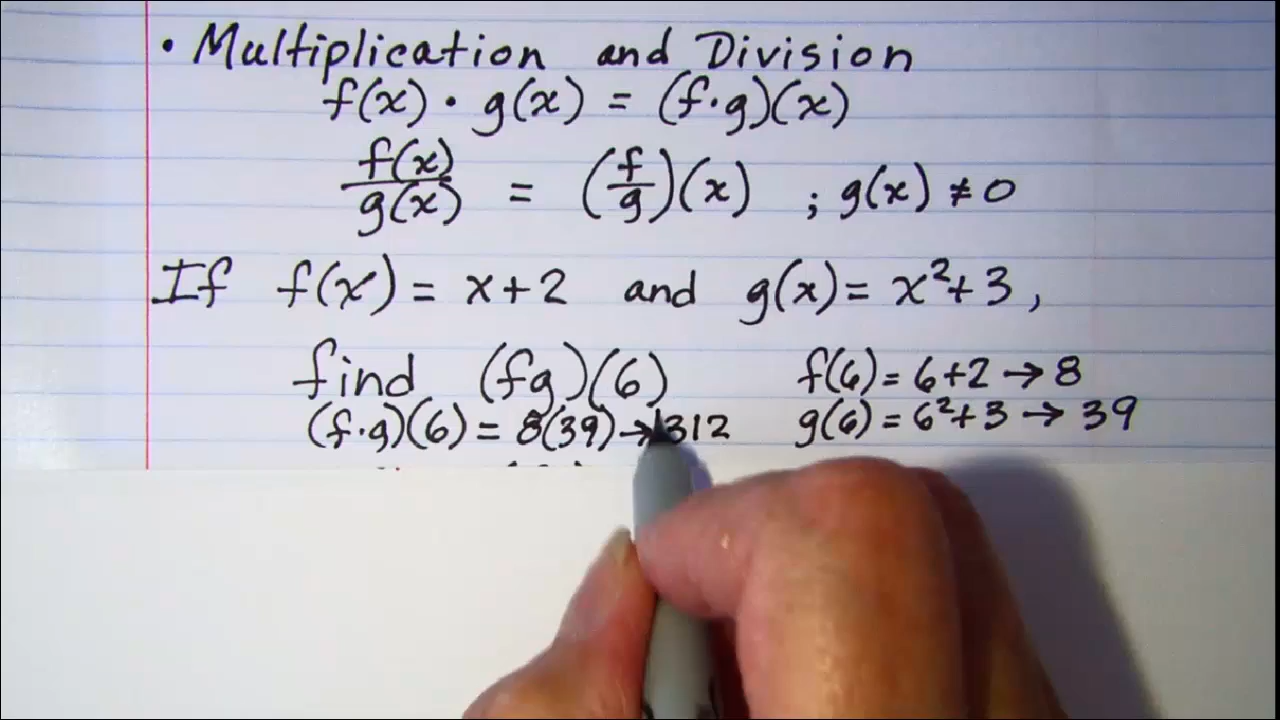 • Multiplication and Division
f(x) · g(x) = (f·g)(x)
f(x)/g(x) = (f/g)(x) ; g(x) ≠ 0
If f(x) = x+2 and g(x) = x²+3,
find (fg)(6) f(6) = 6+2 → 8
(f·g)(6) = 8(39) → 312 g(6) = 6²+3 → 39